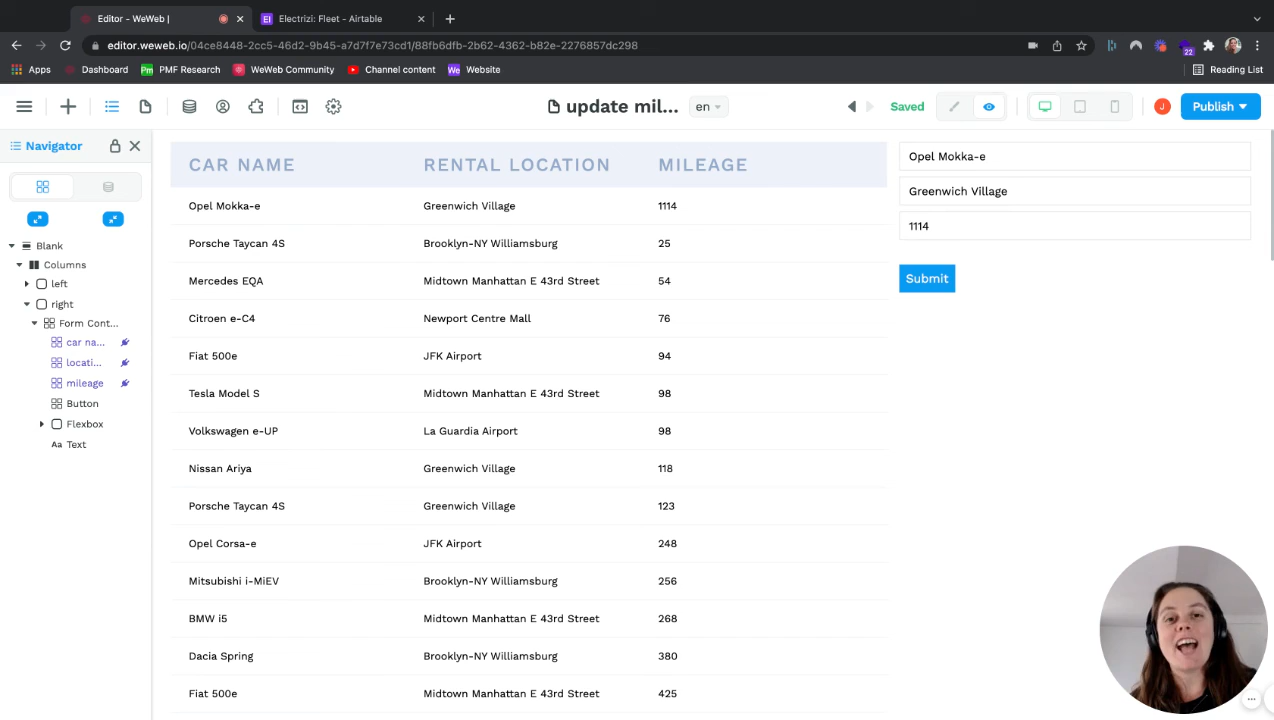 Editor - WeWeb |
Electrizi: Fleet - Airtable
editor.weweb.io/04ce8448-2cc5-46d2-9b45-a7d7f7e73cd1/88fb6dfb-2b62-4362-b82e-2276857dc298
22
Apps
Dashboard
Pm PMF Research
WeWeb Community
Channel content
We Website
Reading List
update mil...
en
Saved
J
Publish
Navigator
Blank
Columns
left
right
Form Cont...
car na...
locati...
mileage
Button
Flexbox
Aa Text
CAR NAME RENTAL LOCATION MILEAGE
Opel Mokka-e Greenwich Village 1114
Porsche Taycan 4S Brooklyn-NY Williamsburg 25
Mercedes EQA Midtown Manhattan E 43rd Street 54
Citroen e-C4 Newport Centre Mall 76
Fiat 500e JFK Airport 94
Tesla Model S Midtown Manhattan E 43rd Street 98
Volkswagen e-UP La Guardia Airport 98
Nissan Ariya Greenwich Village 118
Porsche Taycan 4S Greenwich Village 123
Opel Corsa-e JFK Airport 248
Mitsubishi i-MiEV Brooklyn-NY Williamsburg 256
BMW i5 Midtown Manhattan E 43rd Street 268
Dacia Spring Brooklyn-NY Williamsburg 380
Fiat 500e Midtown Manhattan E 43rd Street 425
Opel Mokka-e
Greenwich Village
1114
Submit